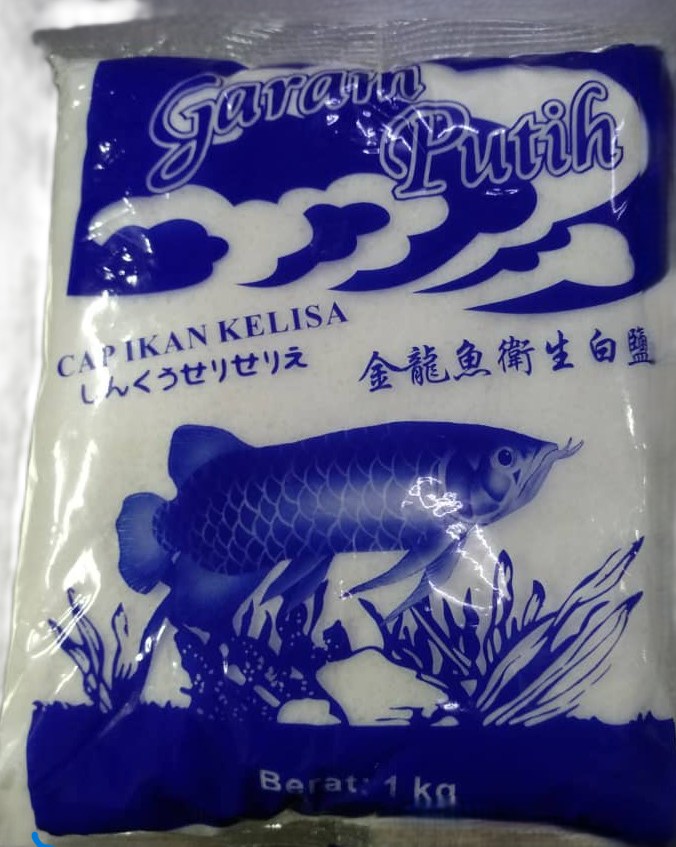 Garam
Putih
CAP IKAN KELISA
しんくうせりせりえ
金龍魚衛生白鹽
Berat: 1 kg